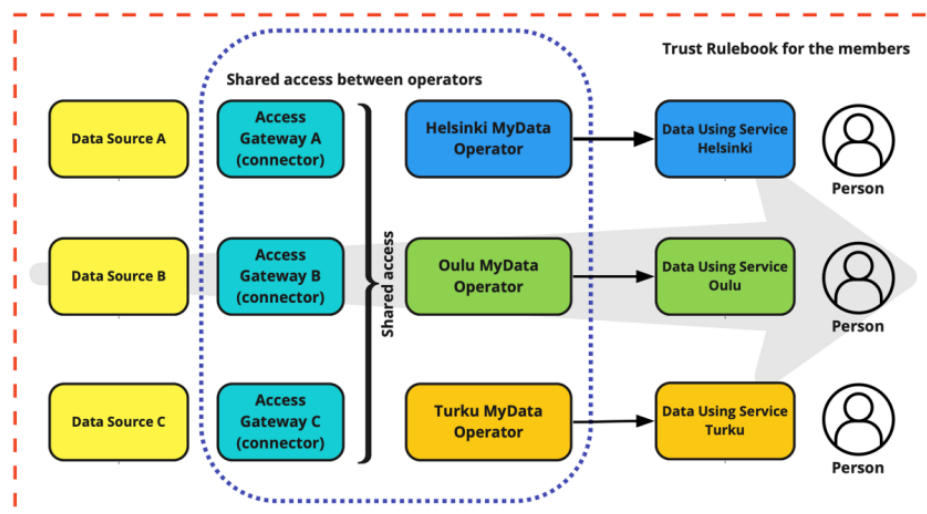 Trust Rulebook for the members
Shared access between operators
Data Source A
Access
Gateway A
(connector)
Helsinki MyData
Operator
Data Using Service
Helsinki
Person
Data Source B
Access
Gateway B
(connector)
Shared access
Oulu MyData
Operator
Data Using Service
Oulu
Person
Data Source C
Access
Gateway C
(connector)
Turku MyData
Operator
Data Using Service
Turku
Person